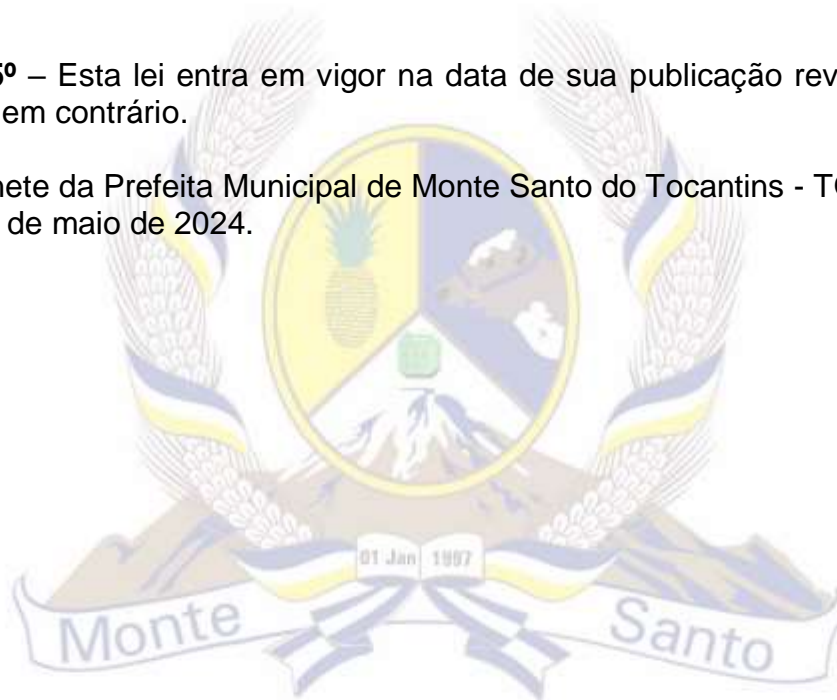 5º – Esta lei entra em vigor na data de sua publicação rev
em contrário.
nete da Prefeita Municipal de Monte Santo do Tocantins - T
de maio de 2024.
01 Jan 1997
Monte Santo